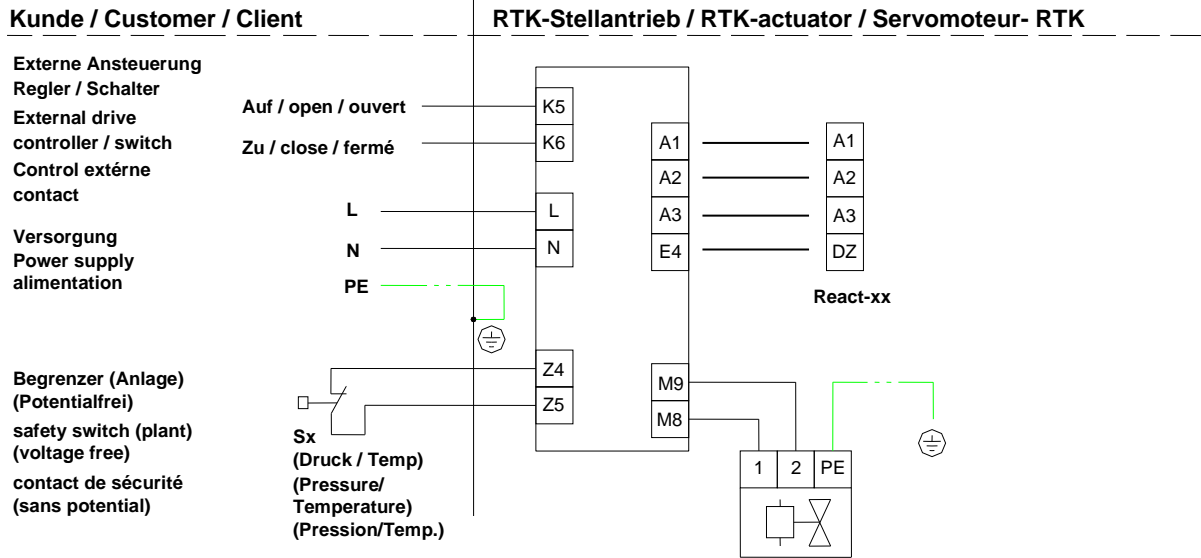 Kunde / Customer / Client
RTK-Stellantrieb / RTK-actuator / Servomoteur- RTK
Externe Ansteuerung
Regler / Schalter
External drive
controller / switch
Control extérne
contact
Auf / open / ouvert
K5
Zu / close / fermé
K6
A1
A1
A2
A2
A3
A3
E4
DZ
React-xx
Versorgung
Power supply
alimentation
L
L
N
N
PE
Begrenzer (Anlage)
(Potentialfrei)
safety switch (plant)
(voltage free)
contact de sécurité
(sans potential)
Sx
(Druck / Temp)
(Pressure/
Temperature)
(Pression/Temp.)
Z4
Z5
M9
M8
1 2 PE